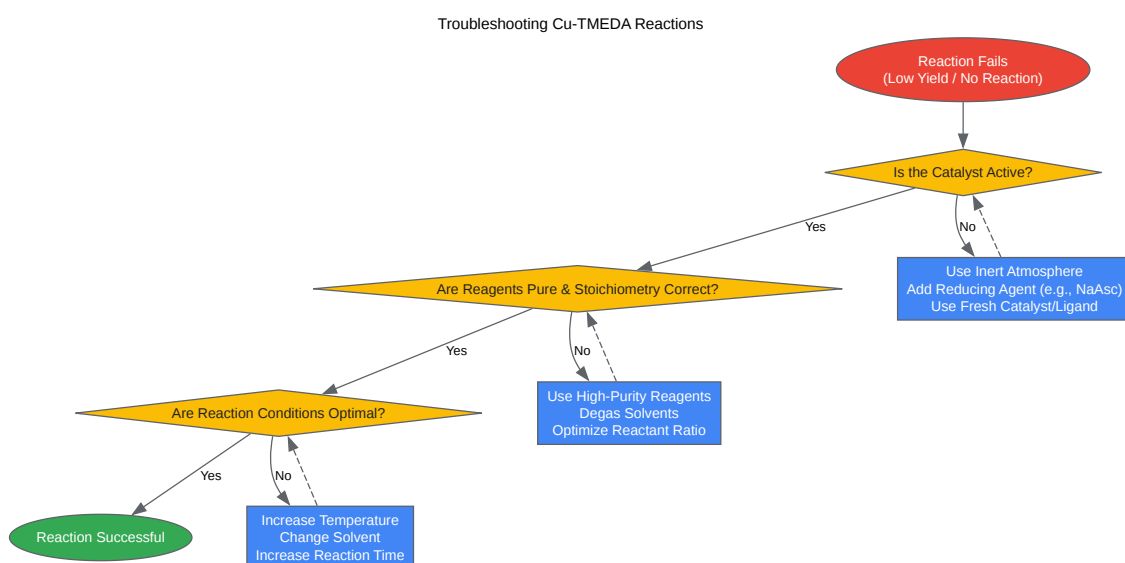 Troubleshooting Cu-TMEDA Reactions
Reaction Fails
(Low Yield / No Reaction)
Is the Catalyst Active?
Yes
No
Use Inert Atmosphere
Add Reducing Agent (e.g., NaAsc)
Use Fresh Catalyst/Ligand
Are Reagents Pure & Stoichiometry Correct?
Yes
No
Use High-Purity Reagents
Degas Solvents
Optimize Reactant Ratio
Are Reaction Conditions Optimal?
Yes
No
Increase Temperature
Change Solvent
Increase Reaction Time
Reaction Successful